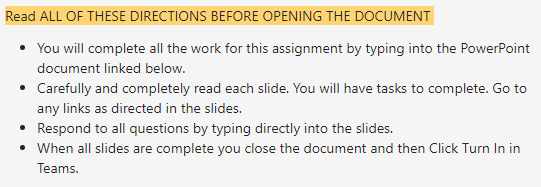 Read ALL OF THESE DIRECTIONS BEFORE OPENING THE DOCUMENT
• You will complete all the work for this assignment by typing into the PowerPoint
document linked below.
• Carefully and completely read each slide. You will have tasks to complete. Go to
any links as directed in the slides.
• Respond to all questions by typing directly into the slides.
• When all slides are complete you close the document and then Click Turn In in
Teams.